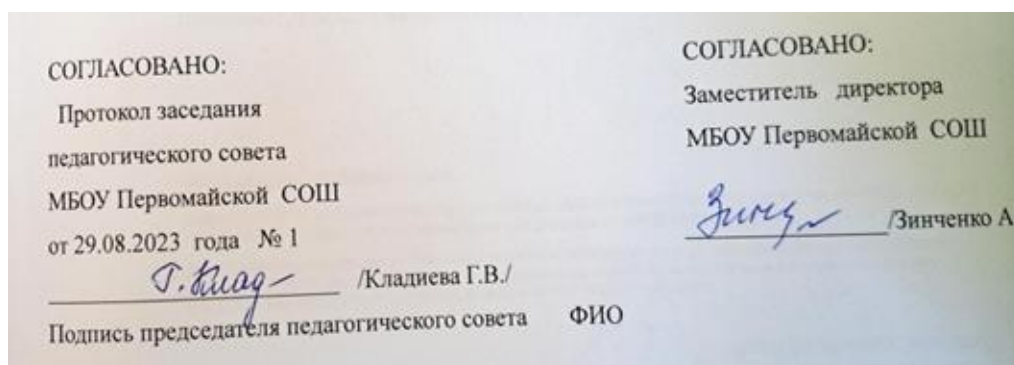 СОГЛАСОВАНО:
Протокол заседания
педагогического совета
МБОУ Первомайской СОШ
от 29.08.2023 года № 1
Г. Клад /Кладиева Г.В./
Подпись председателя педагогического совета ФИО
СОГЛАСОВАНО:
Заместитель директора
МБОУ Первомайской СОШ
/Зинченко А